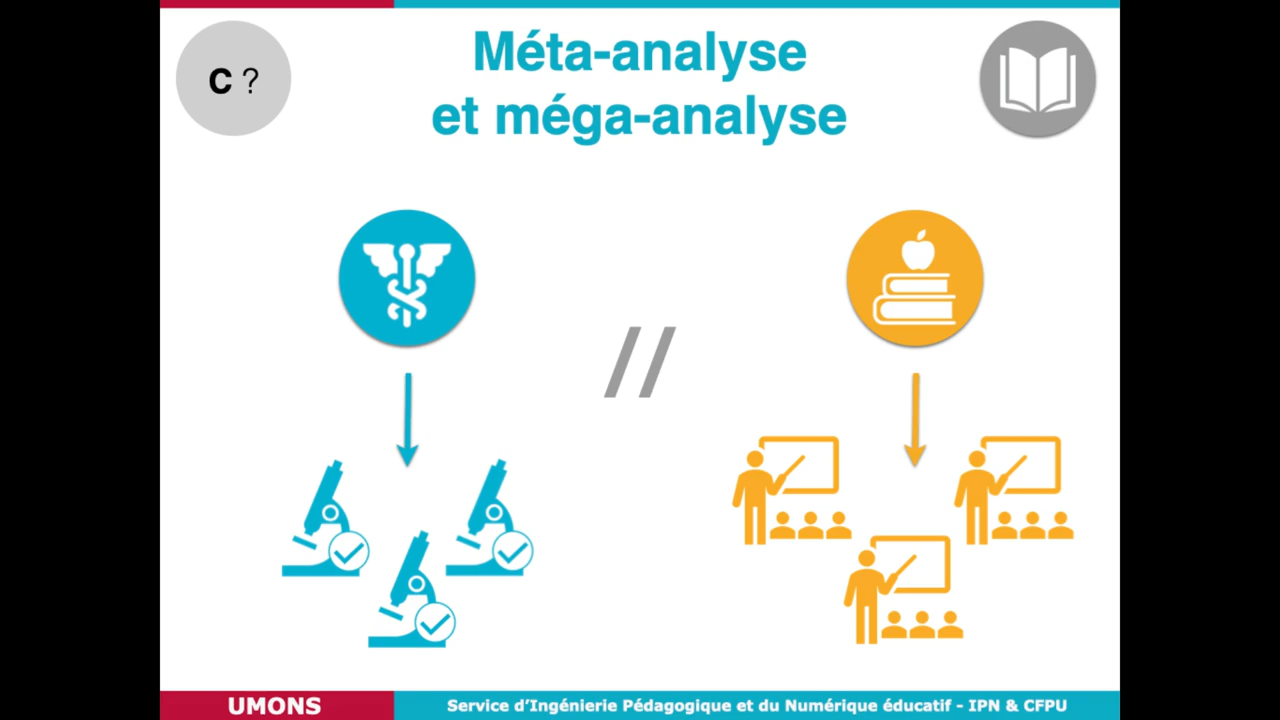 C ?
Méta-analyse
et méga-analyse
//
UMONS
Service d'Ingénierie Pédagogique et du Numérique éducatif - IPN & CFPU